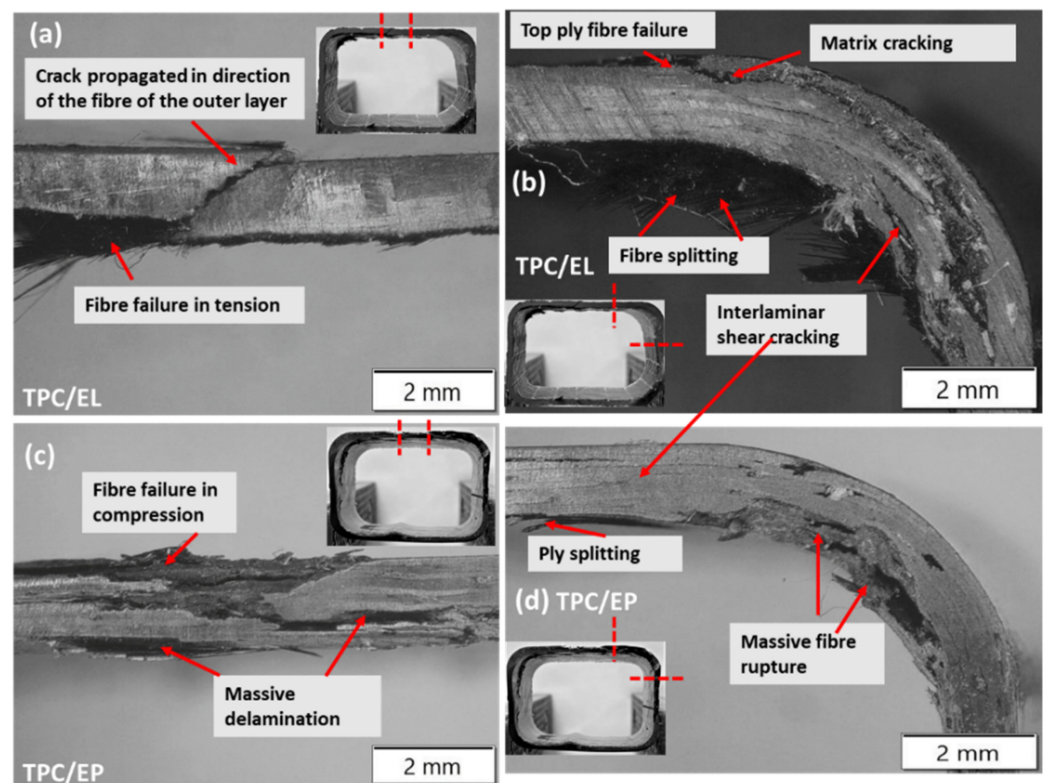 (a)
Crack propagated in direction
of the fibre of the outer layer
Fibre failure in tension
TPC/EL
2 mm
Top ply fibre failure
Matrix cracking
(b)
Fibre splitting
TPC/EL
Interlaminar
shear cracking
2 mm
(c)
Fibre failure in
compression
Massive
delamination
TPC/EP
2 mm
Ply splitting
(d) TPC/EP
Massive fibre
rupture
2 mm